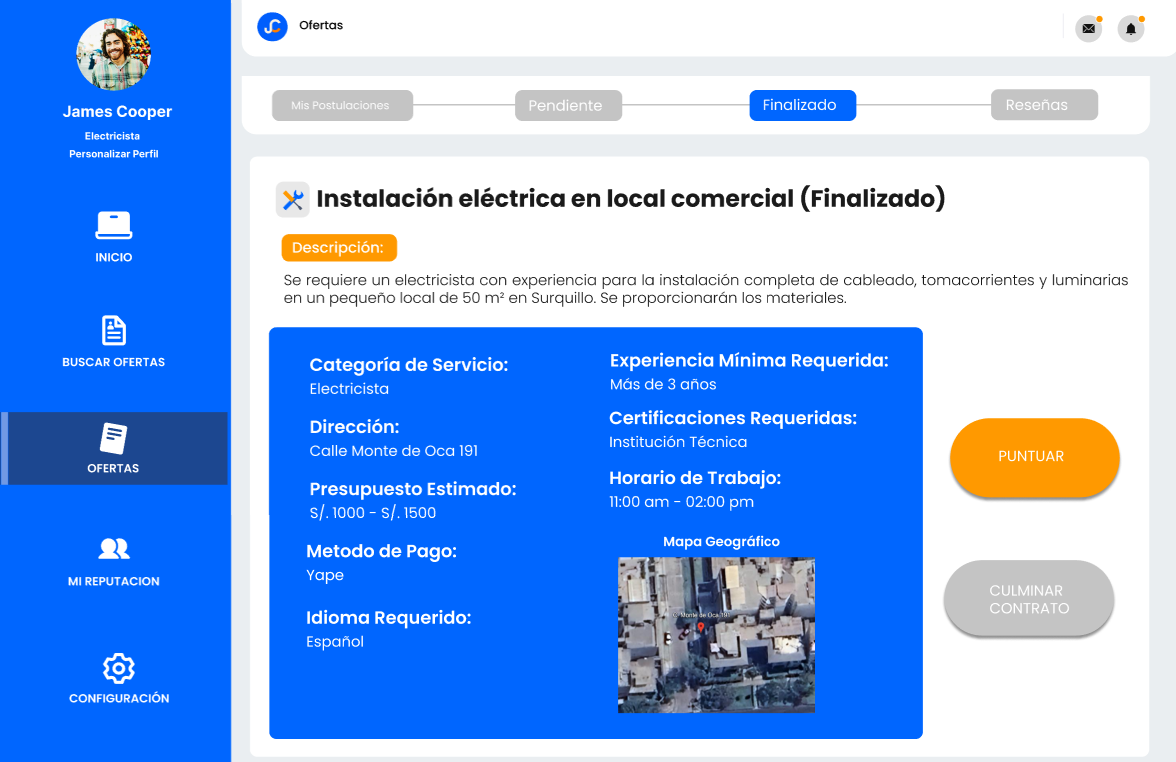 James Cooper
Electricista
Personalizar Perfil
INICIO
BUSCAR OFERTAS
OFERTAS
MI REPUTACION
CONFIGURACIÓN
JC
Ofertas
Mis Postulaciones
Pendiente
Finalizado
Reseñas
Instalación eléctrica en local comercial (Finalizado)
Descripción:
Se requiere un electricista con experiencia para la instalación completa de cableado, tomacorrientes y luminarias
en un pequeño local de 50 m² en Surquillo. Se proporcionarán los materiales.
Categoría de Servicio:
Electricista
Dirección:
Calle Monte de Oca 191
Presupuesto Estimado:
S/. 1000 - S/. 1500
Metodo de Pago:
Yape
Idioma Requerido:
Español
Experiencia Mínima Requerida:
Más de 3 años
Certificaciones Requeridas:
Institución Técnica
Horario de Trabajo:
11:00 am - 02:00 pm
Mapa Geográfico
C. Monte de Oca 191
PUNTUAR
CULMINAR
CONTRATO